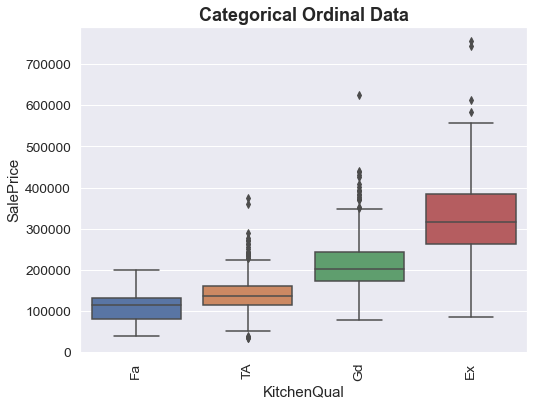 Categorical Ordinal Data
700000
600000
500000
400000
300000
200000
100000
0
SalePrice
Fa
TA
Gd
Ex
KitchenQual